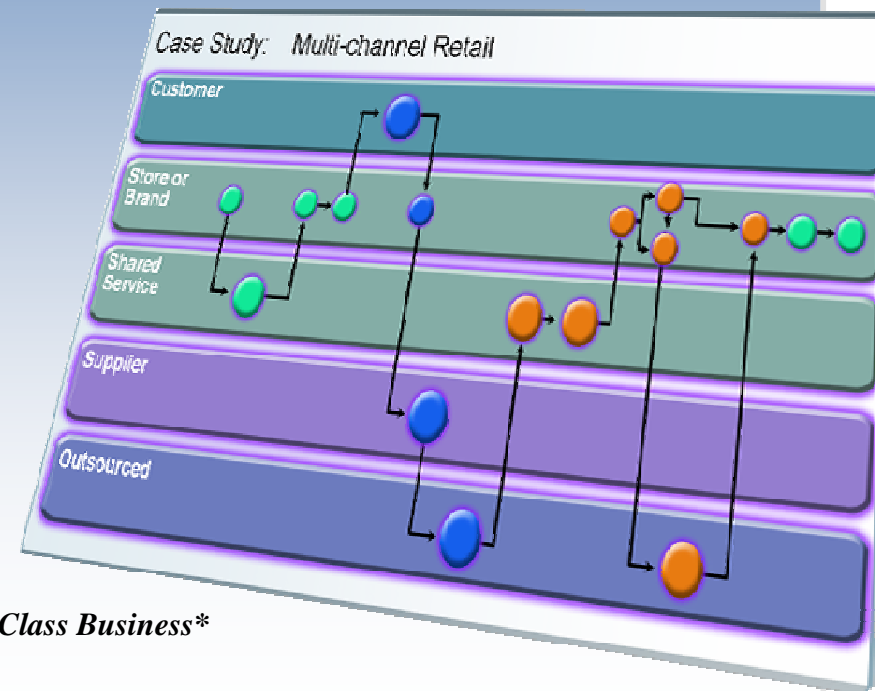 Case Study: Multi-channel Retail
Customer
Store or
Brand
Shared
Service
Supplier
Outsourced
Class Business*